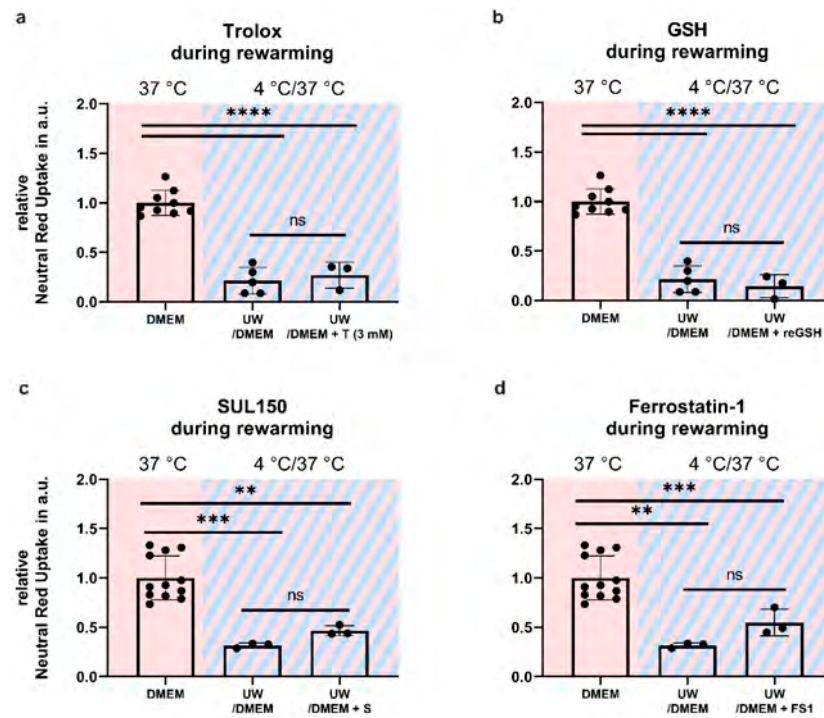 a
Trolox
during rewarming
37 °C
4 °C/37 °C
relative
Neutral Red Uptake in a.u.
2.0
1.5
1.0
0.5
0.0
****
ns
DMEM
UW
/DMEM
UW
/DMEM + T (3 mM)
b
GSH
during rewarming
37 °C
4 °C/37 °C
2.0
1.5
1.0
0.5
0.0
****
ns
DMEM
UW
/DMEM
UW
/DMEM + reGSH
c
SUL150
during rewarming
37 °C
4 °C/37 °C
relative
Neutral Red Uptake in a.u.
2.0
1.5
1.0
0.5
0.0
**
***
ns
DMEM
UW
/DMEM
UW
/DMEM + S
d
Ferrostatin-1
during rewarming
37 °C
4 °C/37 °C
2.0
1.5
1.0
0.5
0.0
***
**
ns
DMEM
UW
/DMEM
UW
/DMEM + FS1